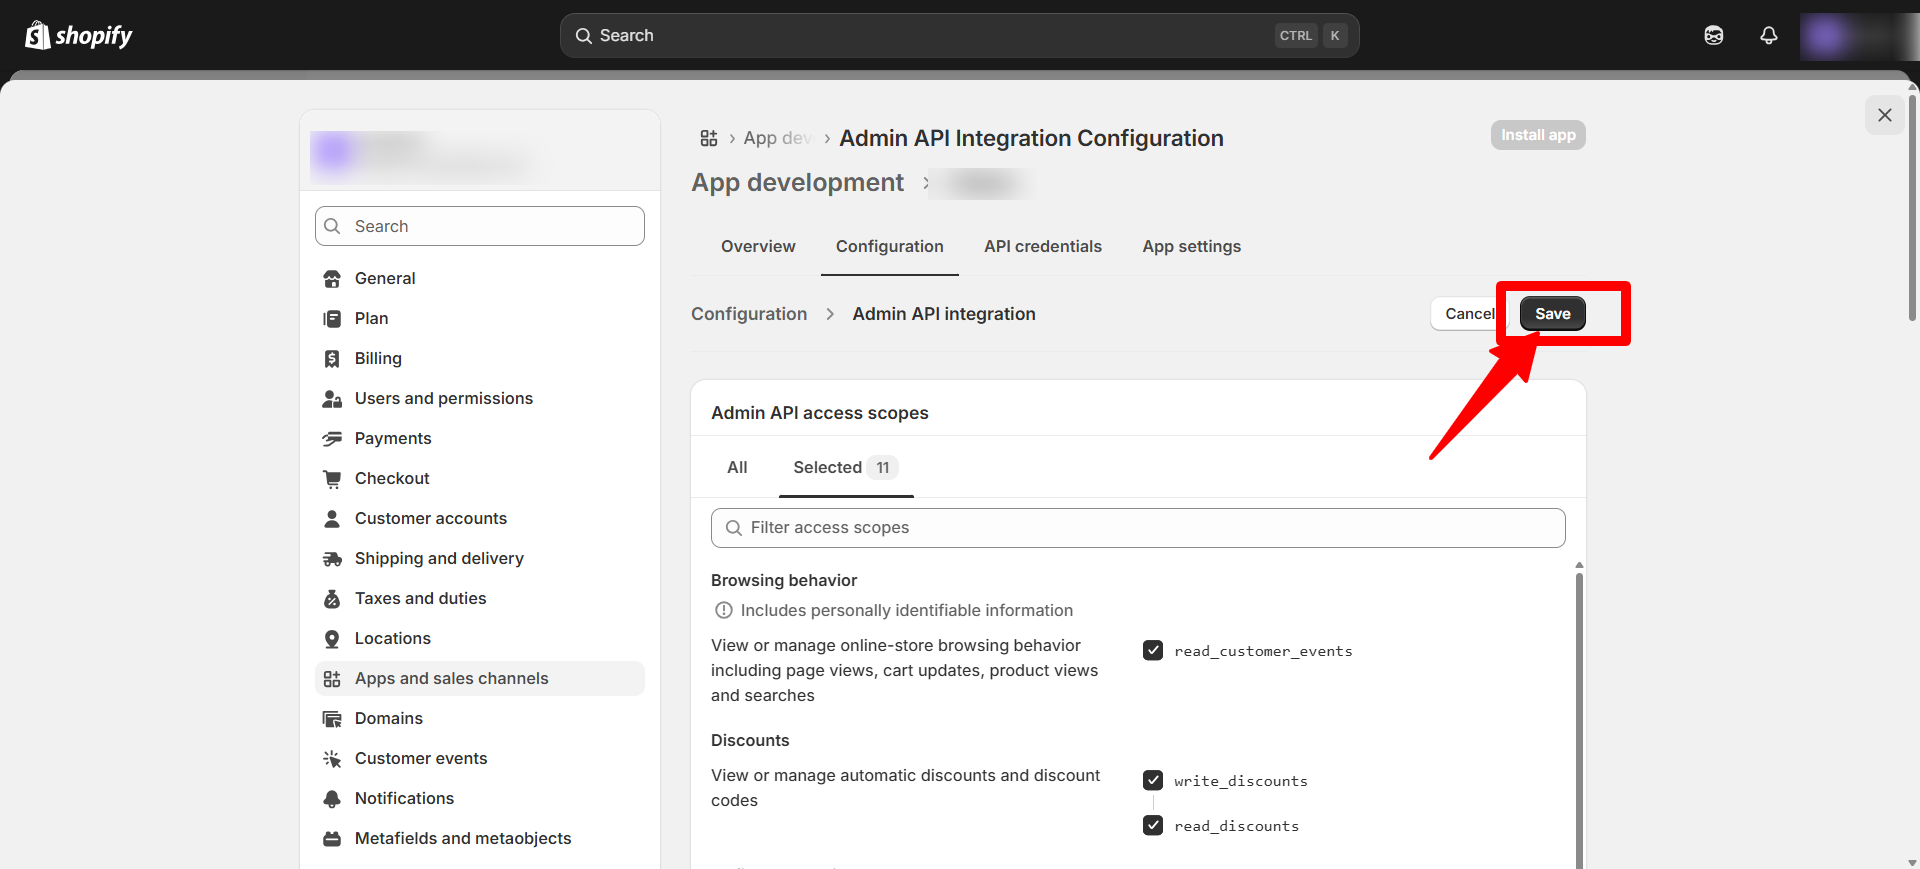 shopify
Search
CTRL K
App dev
Admin API Integration Configuration
Install app
App development
Search
General
Plan
Billing
Users and permissions
Payments
Checkout
Customer accounts
Shipping and delivery
Taxes and duties
Locations
Apps and sales channels
Domains
Customer events
Notifications
Metafields and metaobjects
Overview Configuration API credentials App settings
Configuration > Admin API integration
Cancel Save
Admin API access scopes
All Selected 11
Filter access scopes
Browsing behavior
Includes personally identifiable information
View or manage online-store browsing behavior
including page views, cart updates, product views
and searches
read_customer_events
Discounts
View or manage automatic discounts and discount
codes
write_discounts
read_discounts